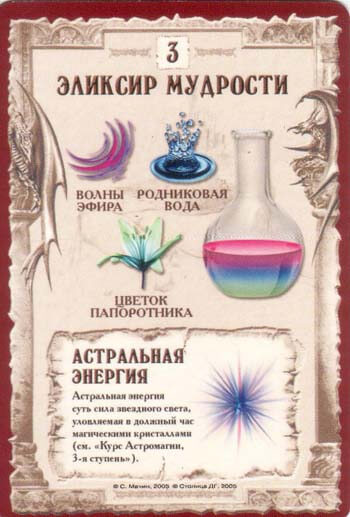 3
ЭЛИКСИР МУДРОСТИ
ВОЛНЫ
ЭФИРА
РОДНИКОВАЯ
ВОДА
ЦВЕТОК
ПАПОРОТНИКА
АСТРАЛЬНАЯ
ЭНЕРГИЯ
Астральная энергия
суть сила звездного света,
уловляемая в должный час
магическими кристаллами
(см. «Курс Астромагии,
3-я ступень»).
© С. Мачин, 2005 © Столица ДГ, 2005